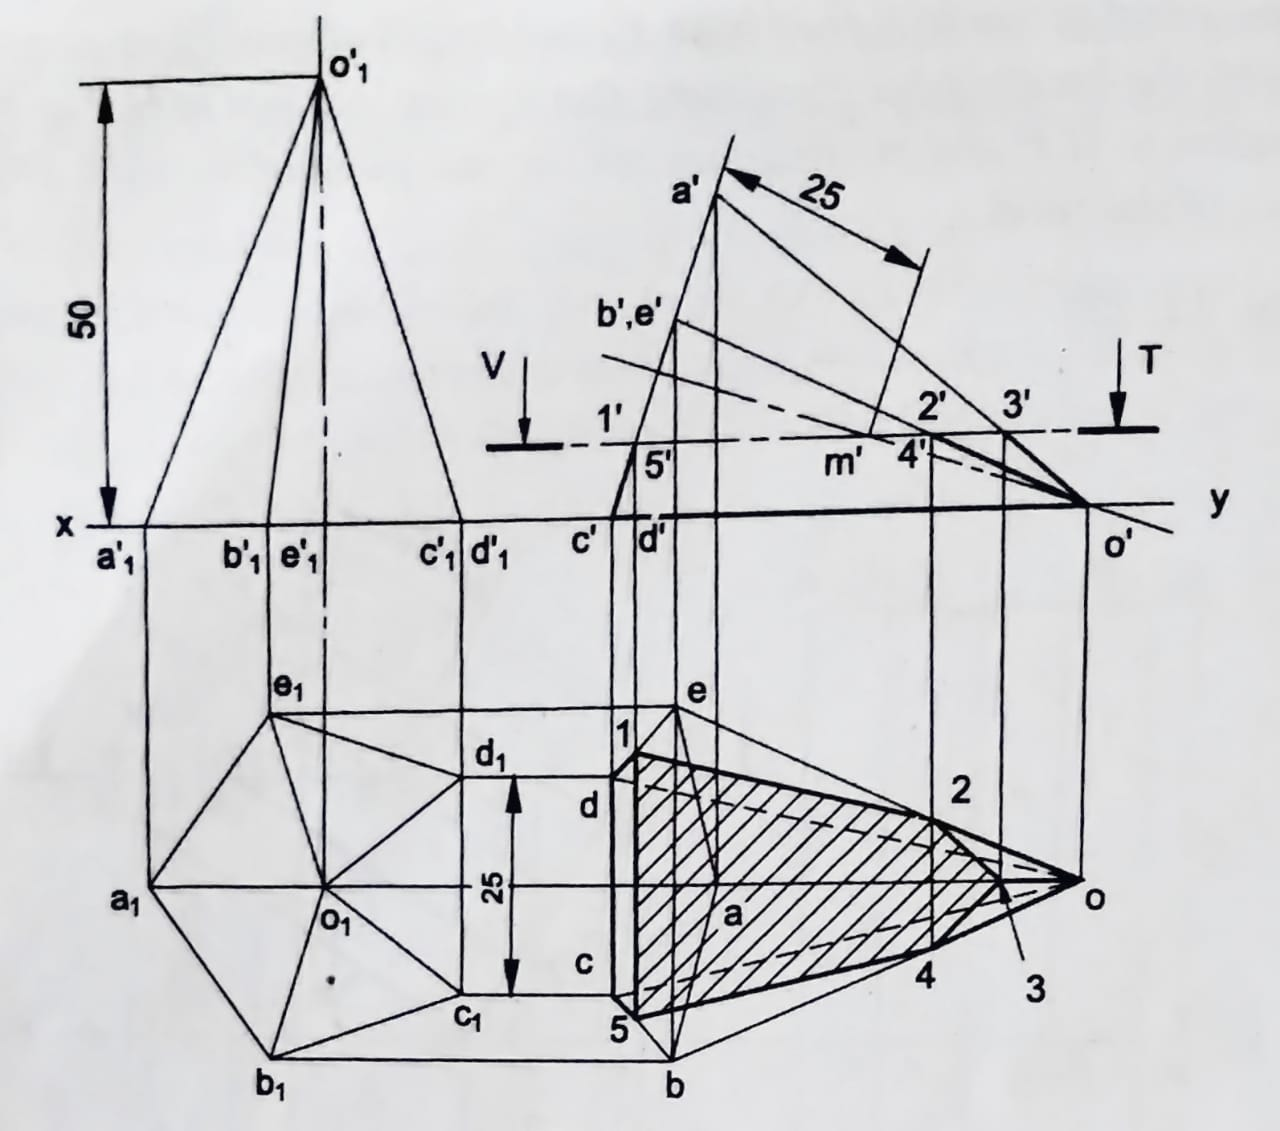 o'₁
a'
25
50
b',e'
V
T
1'
2'
3'
5'
m'
4'
x
y
a'₁
b'₁
e'₁
c'₁
d'₁
c'
d'
o'
e₁
e
d₁
1
d
2
25
a₁
o₁
a
o
c
4
3
c₁
5
b₁
b